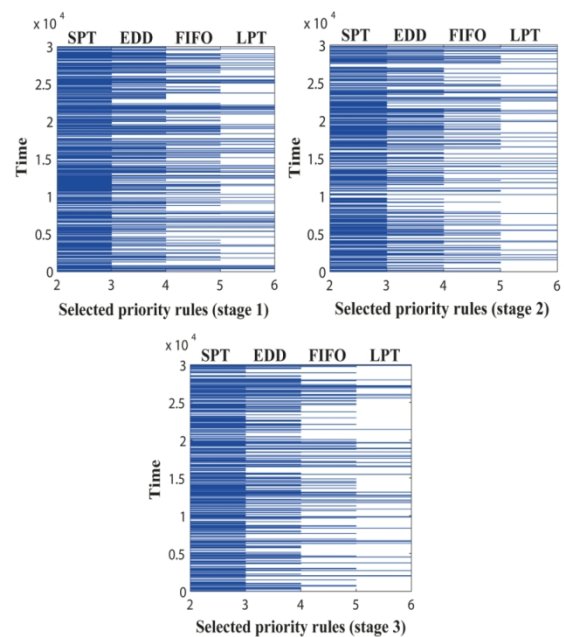 x 10 4
SPT EDD FIFO LPT
3
2.5
2
1.5
1
0.5
0
Time
2 3 4 5 6
Selected priority rules (stage 1)
x 10 4
SPT EDD FIFO LPT
3
2.5
2
1.5
1
0.5
0
Time
2 3 4 5 6
Selected priority rules (stage 2)
x 10 4
SPT EDD FIFO LPT
3
2.5
2
1.5
1
0.5
0
Time
2 3 4 5 6
Selected priority rules (stage 3)